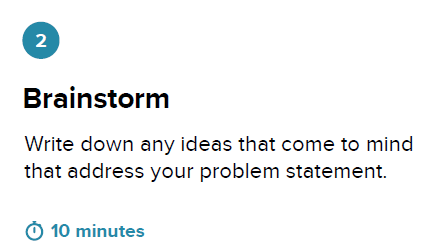 2
Brainstorm
Write down any ideas that come to mind
that address your problem statement.
10 minutes